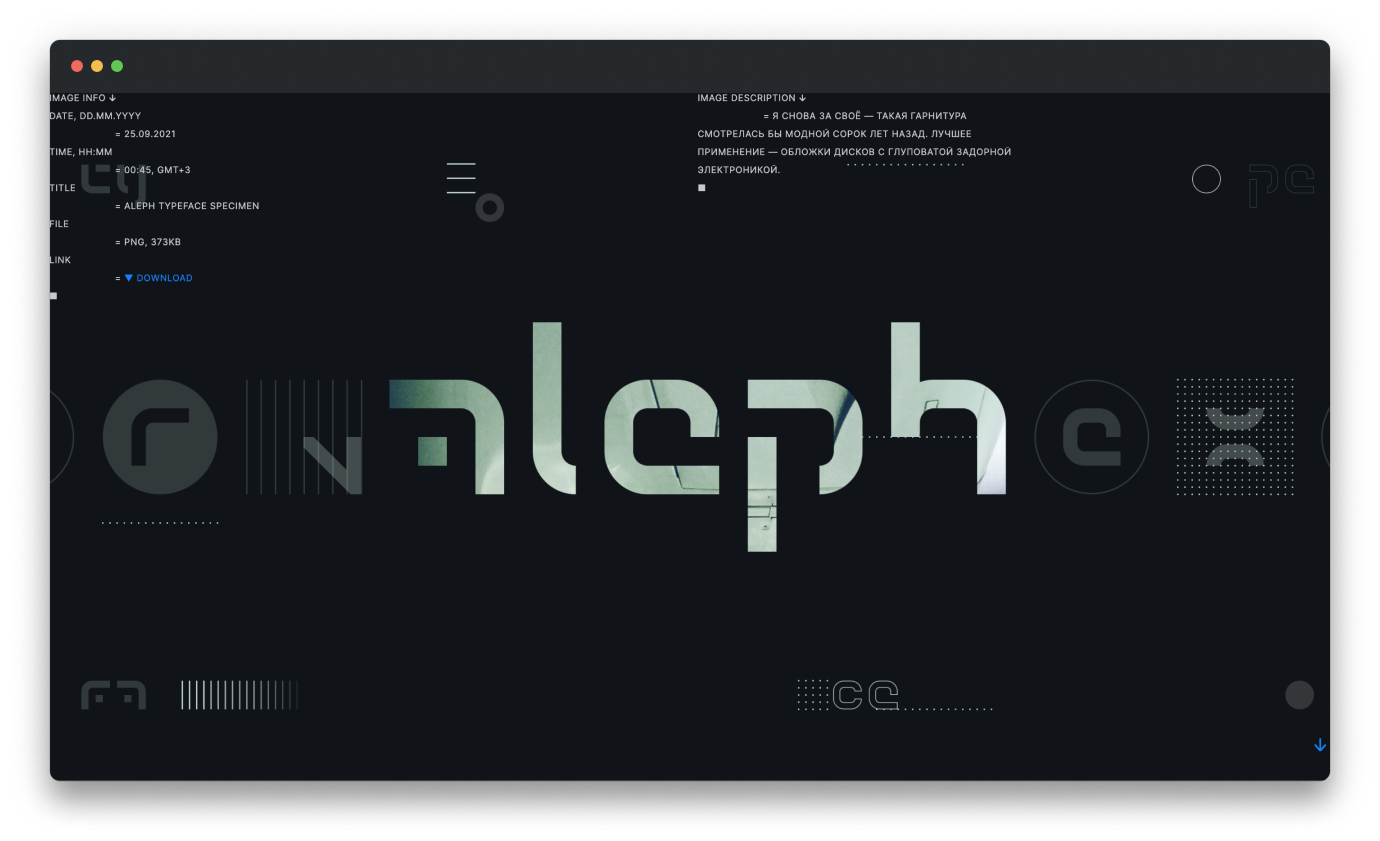 IMAGE INFO ↓
DATE, DD.MM.YYYY
= 25.09.2021
TIME, HH:MM
= 00:45, GMT+3
TITLE
= ALEPH TYPEFACE SPECIMEN
FILE
= PNG, 373KB
LINK
= ▼ DOWNLOAD
■
IMAGE DESCRIPTION ↓
= Я СНОВА ЗА СВОЁ — ТАКАЯ ГАРНИТУРА
СМОТРЕЛАСЬ БЫ МОДНОЙ СОРОК ЛЕТ НАЗАД. ЛУЧШЕЕ
ПРИМЕНЕНИЕ — ОБЛОЖКИ ДИСКОВ С ГЛУПОВАТОЙ ЗАДОРНОЙ
ЭЛЕКТРОНИКОЙ.
■
pe
r
aleph
e
ce